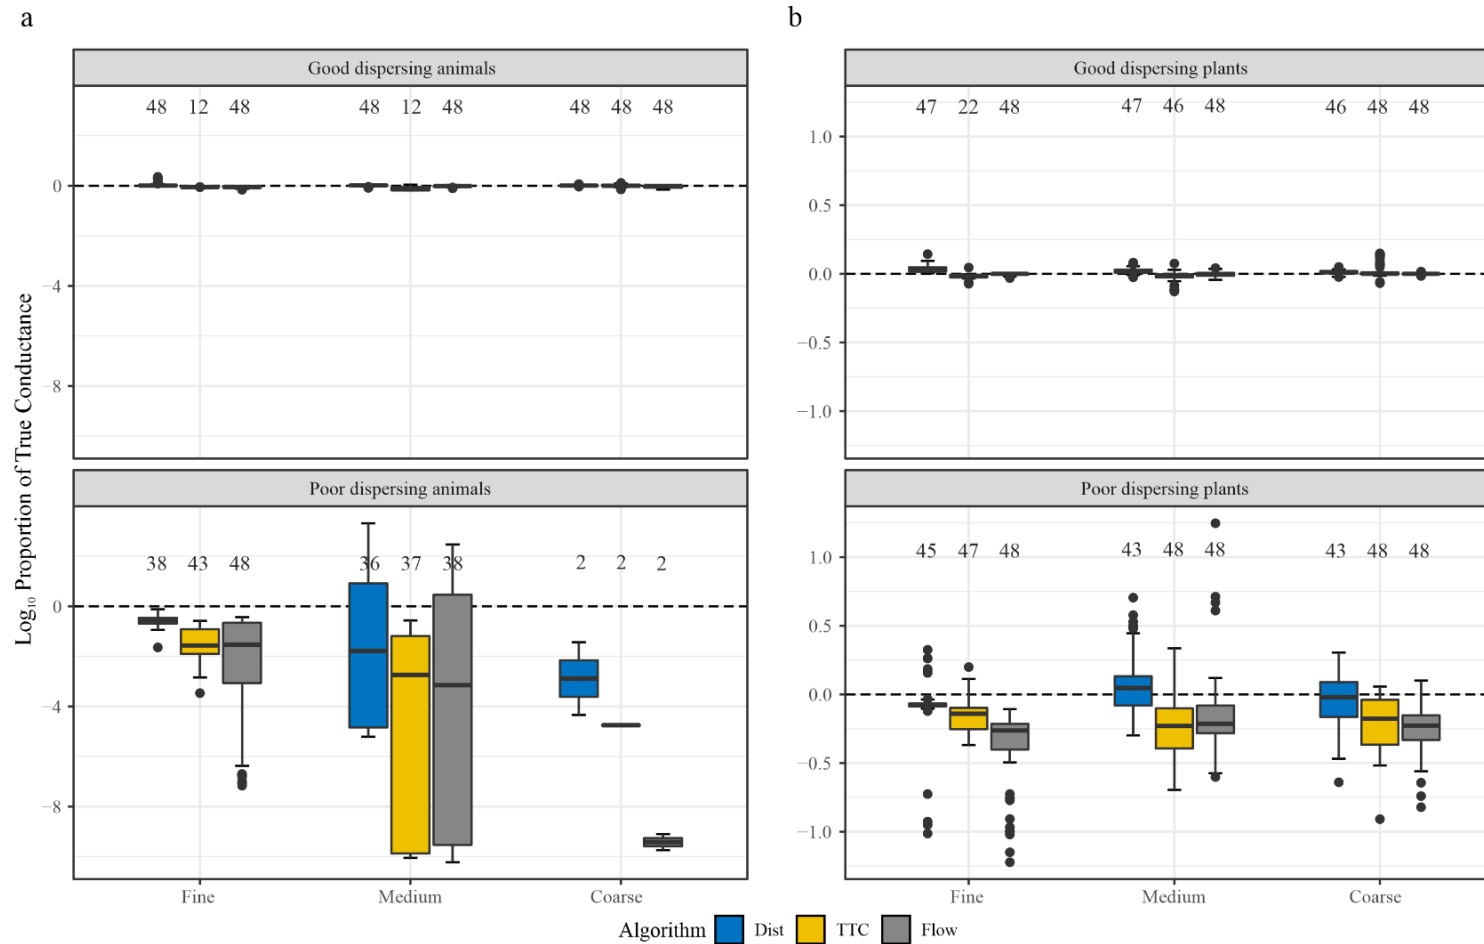 a
b
Good dispersing animals
Good dispersing plants
48 12 48 48 12 48 48 48 48
47 22 48 47 46 48 46 48 48
0
−4
−8
1.0
0.5
0.0
−0.5
−1.0
Log₁₀ Proportion of True Conductance
Poor dispersing animals
Poor dispersing plants
38 43 48 36 37 38 2 2 2
45 47 48 43 48 48 43 48 48
0
−4
−8
1.0
0.5
0.0
−0.5
−1.0
Fine Medium Coarse
Fine Medium Coarse
Algorithm Dist TTC Flow